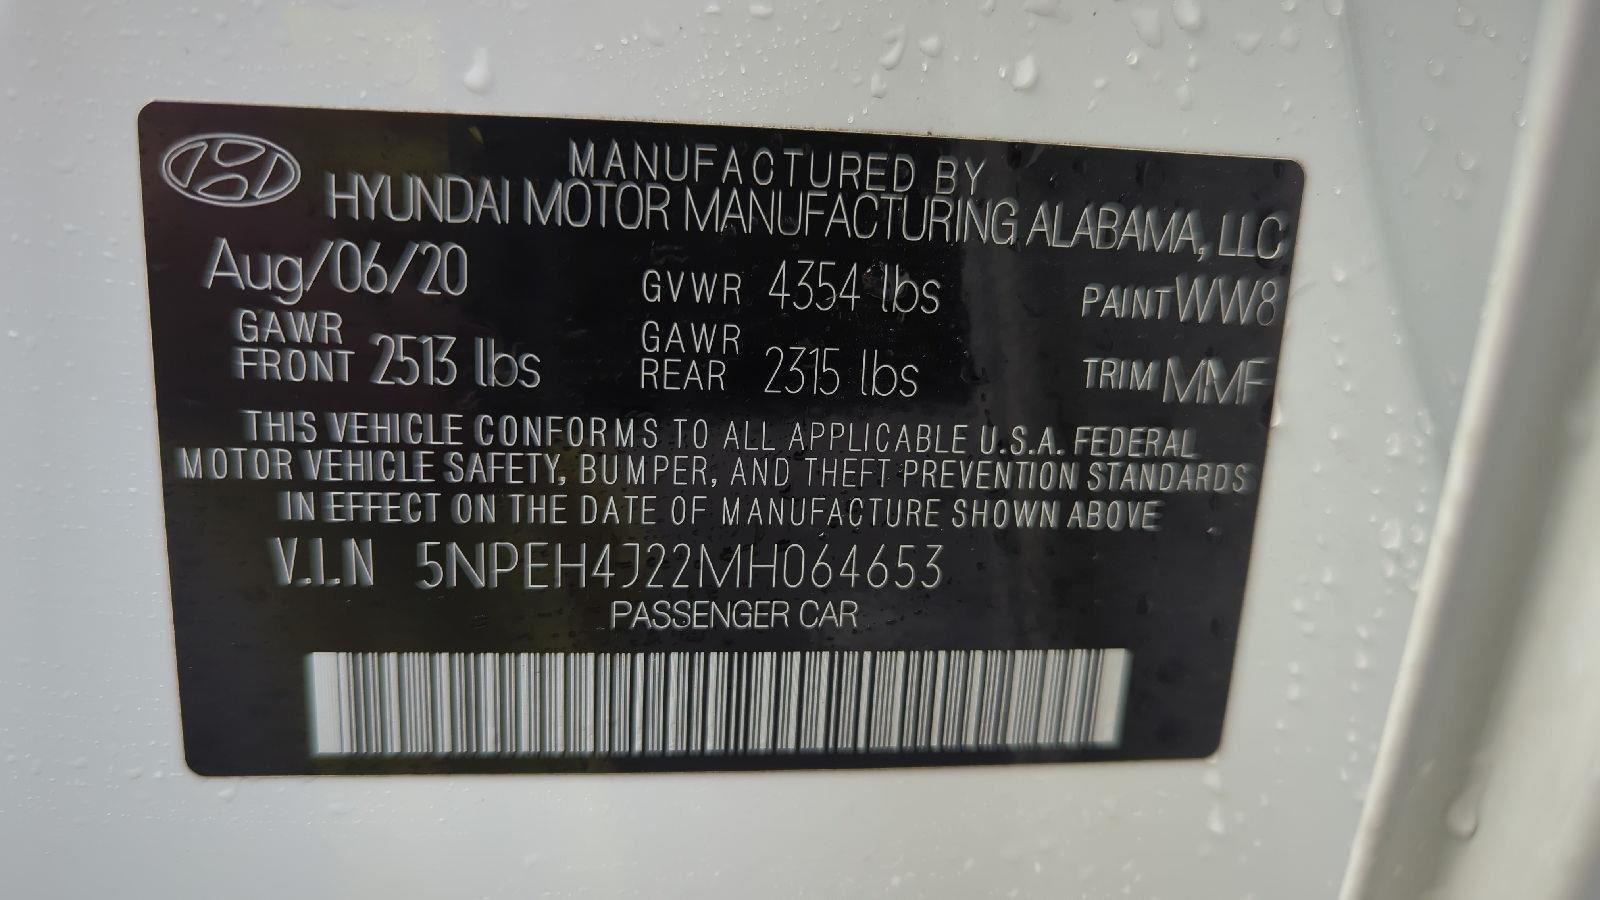 MANUFACTURED BY
HYUNDAI MOTOR MANUFACTURING ALABAMA, LLC
Aug/06/20 GVWR 4354 lbs PAINT WW8
GAWR FRONT 2513 lbs GAWR REAR 2315 lbs TRIM MMF
THIS VEHICLE CONFORMS TO ALL APPLICABLE U.S.A. FEDERAL
MOTOR VEHICLE SAFETY, BUMPER, AND THEFT PREVENTION STANDARDS
IN EFFECT ON THE DATE OF MANUFACTURE SHOWN ABOVE
V.I.N 5NPEH4J22MH064653
PASSENGER CAR